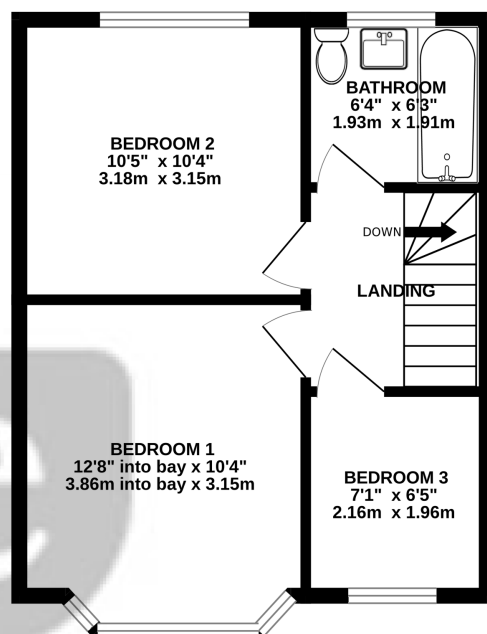 BATHROOM
6'4" x 6'3"
1.93m x 1.91m
BEDROOM 2
10'5" x 10'4"
3.18m x 3.15m
DOWN
LANDING
BEDROOM 1
12'8" into bay x 10'4"
3.86m into bay x 3.15m
BEDROOM 3
7'1" x 6'5"
2.16m x 1.96m